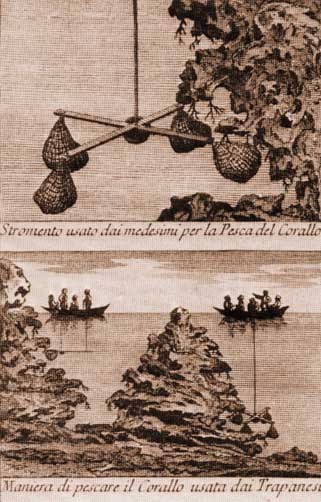 Stromento usato dai medesimi per la Pesca del Corallo
Maniera di pescare il Corallo usata dai Trapanesi